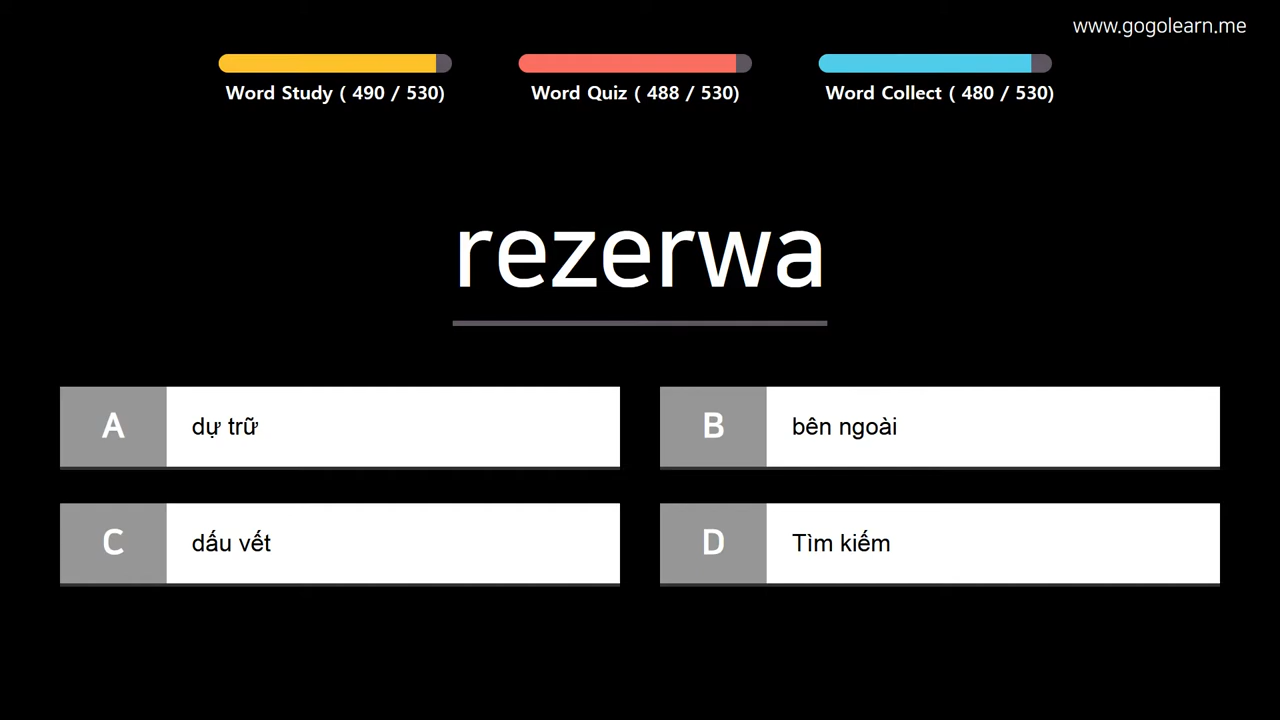 www.gogolearn.me
Word Study ( 490 / 530)
Word Quiz ( 488 / 530)
Word Collect ( 480 / 530)
rezerwa
A dự trữ
B bên ngoài
C dấu vết
D Tìm kiếm